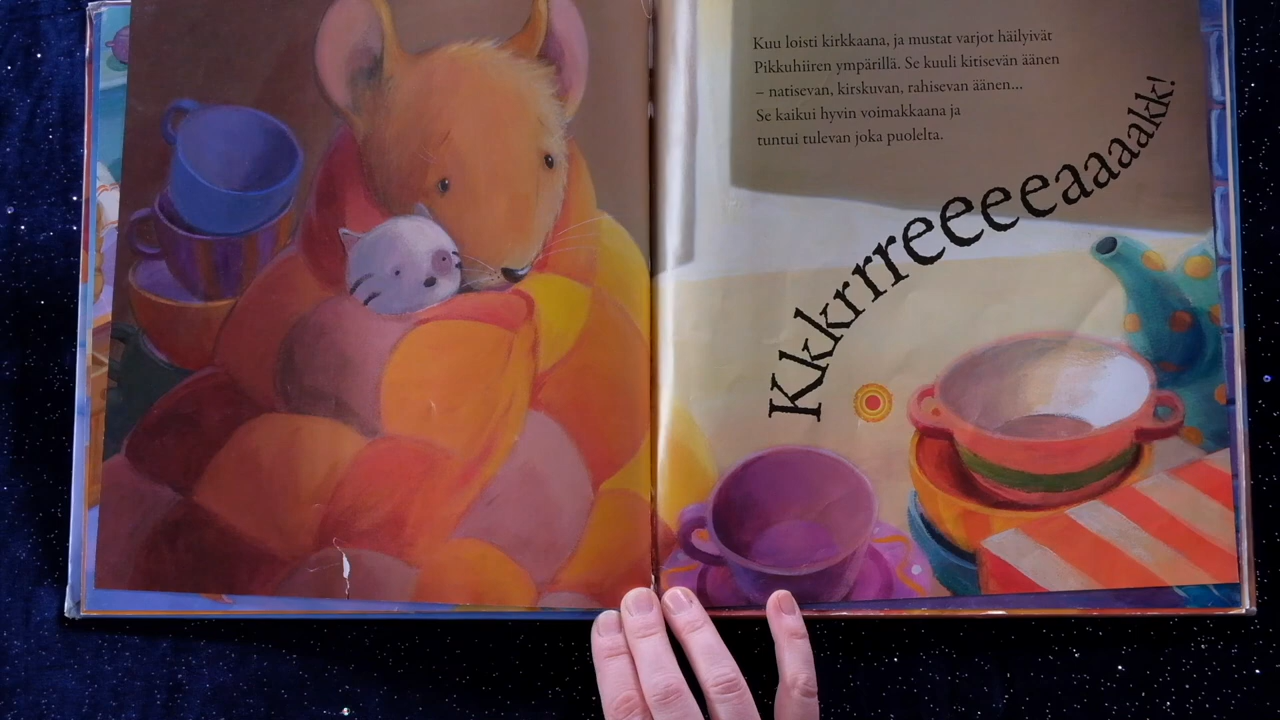 Kuu loisti kirkkaana, ja mustat varjot häilyivät
Pikkuhiiren ympärillä. Se kuuli kitisevän äänen
– natisevan, kirskuvan, rahisevan äänen...
Se kaikui hyvin voimakkaana ja
tuntui tulevan joka puolelta.
Kkkrrreeeeaaaakk!